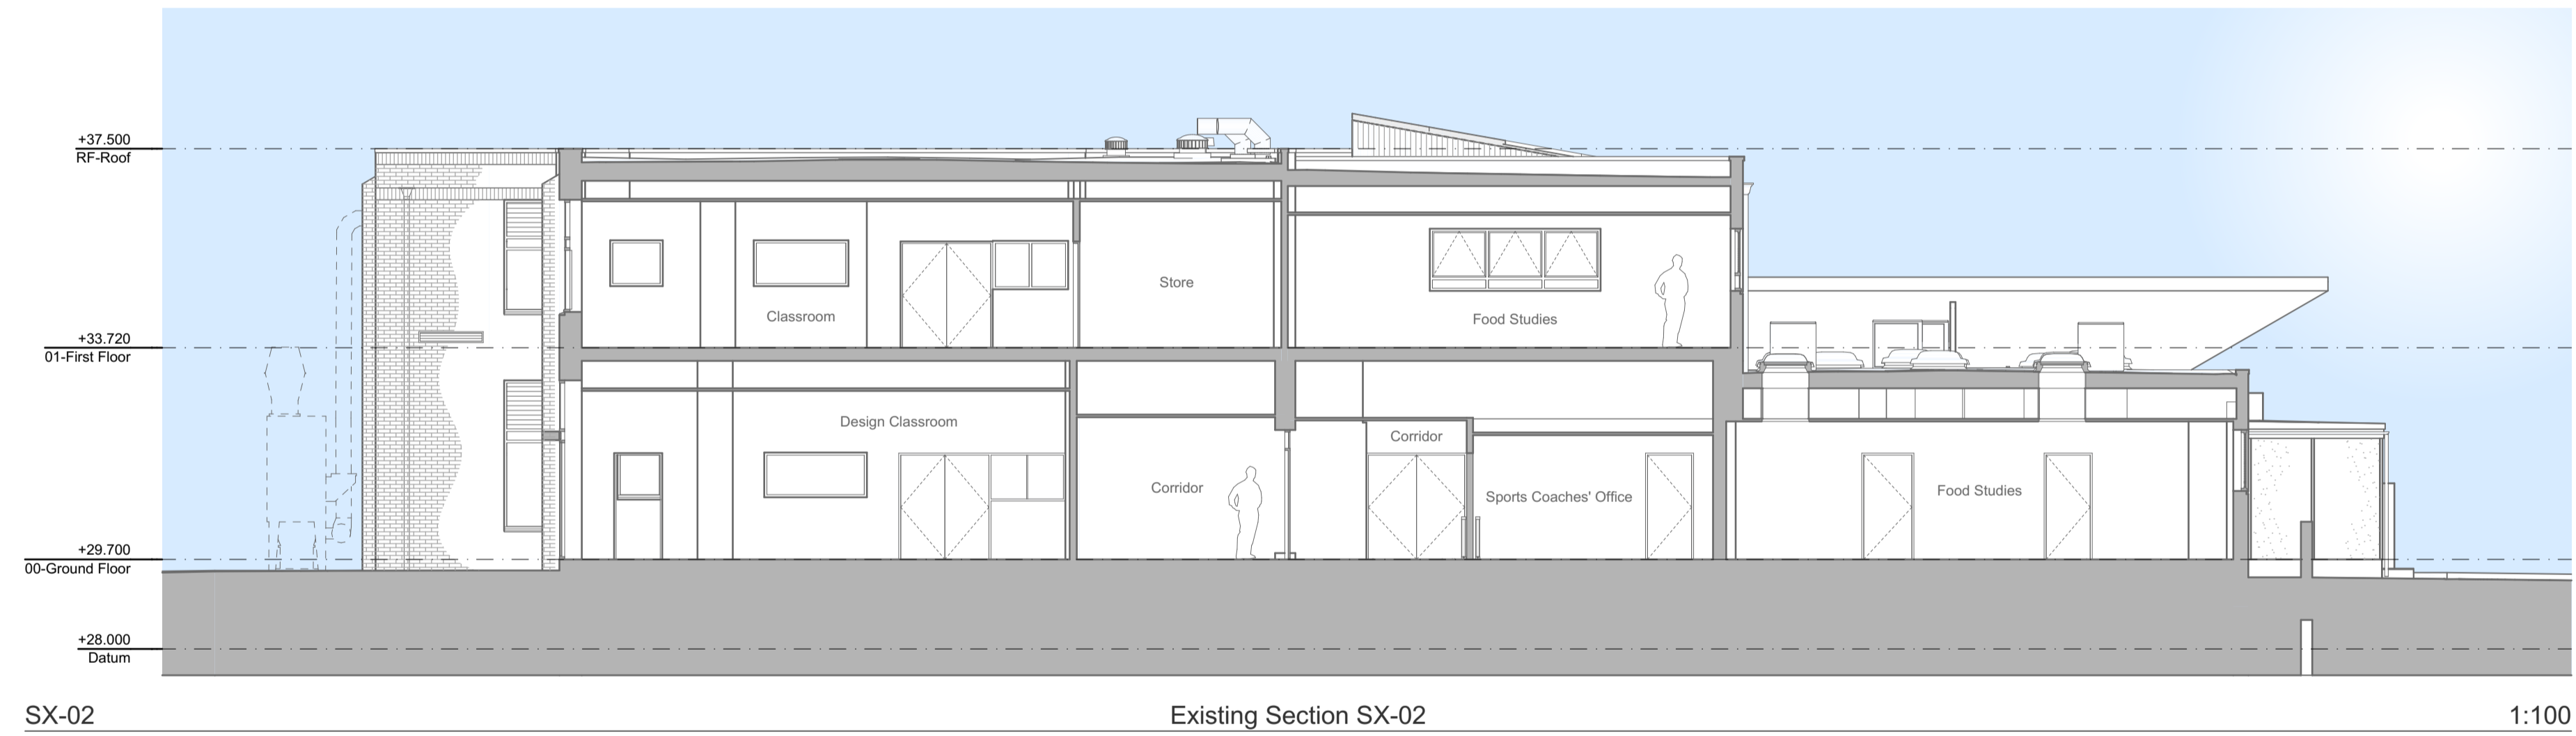 +37.500
RF-Roof
Store
Classroom
Food Studies
+33.720
01-First Floor
Design Classroom
Corridor
Corridor
Sports Coaches' Office
Food Studies
+29.700
00-Ground Floor
+28.000
Datum
SX-02
Existing Section SX-02
1:100